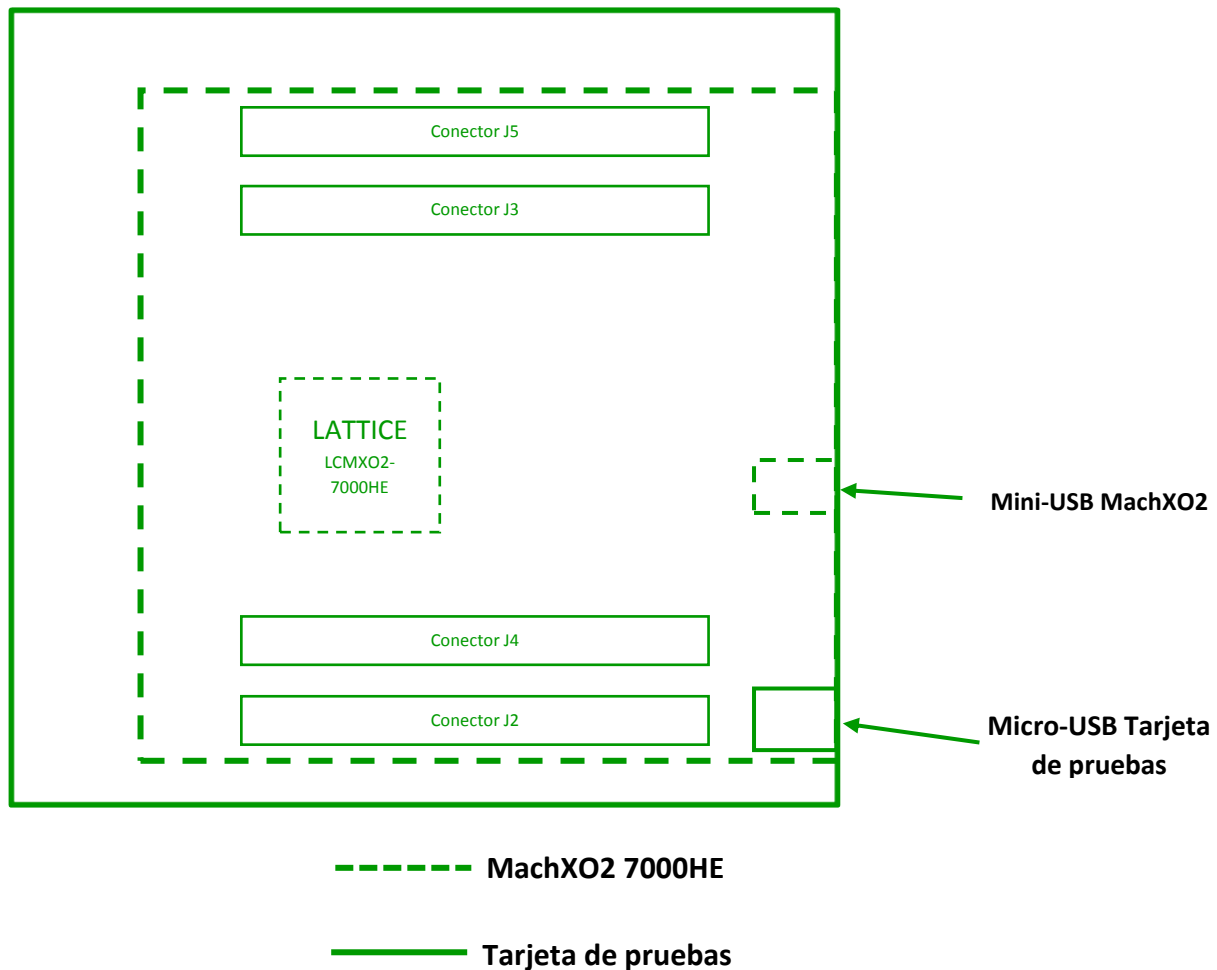 Conector J5
Conector J3
LATTICE
LCMXO2-
7000HE
Mini-USB MachXO2
Conector J4
Conector J2
Micro-USB Tarjeta
de pruebas
MachXO2 7000HE
Tarjeta de pruebas